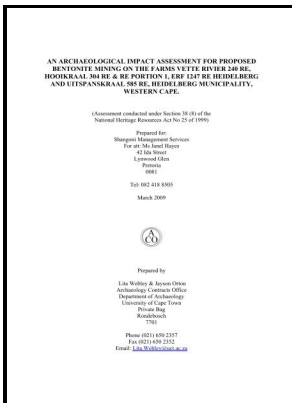 AN ARCHAEOLOGICAL IMPACT ASSESSMENT FOR PROPOSED
BENTONITE MINING ON THE FARMS VETTE RIVIER 240 RE,
HOOIKRAAL 304 RE & RE PORTION 1, ERF 1247 RE HEIDELBERG
AND UITSPANSKRAAL 585 RE, HEIDELBERG MUNICIPALITY,
WESTERN CAPE.
(Assessment conducted under Section 38 (8) of the
National Heritage Resources Act No 25 of 1999)
Prepared for:
Shangoni Management Services
For att: Ms Janel Hayes
42 Ida Street
Lynwood Glen
Pretoria
0081
Tel: 082 418 8505
March 2009
ACO
Prepared by
Lita Webley & Jayson Orton
Archaeology Contracts Office
Department of Archaeology
University of Cape Town
Private Bag
Rondebosch
7701
Phone (021) 650 2357
Fax (021) 650 2352
Email: Lita.Webley@uct.ac.za